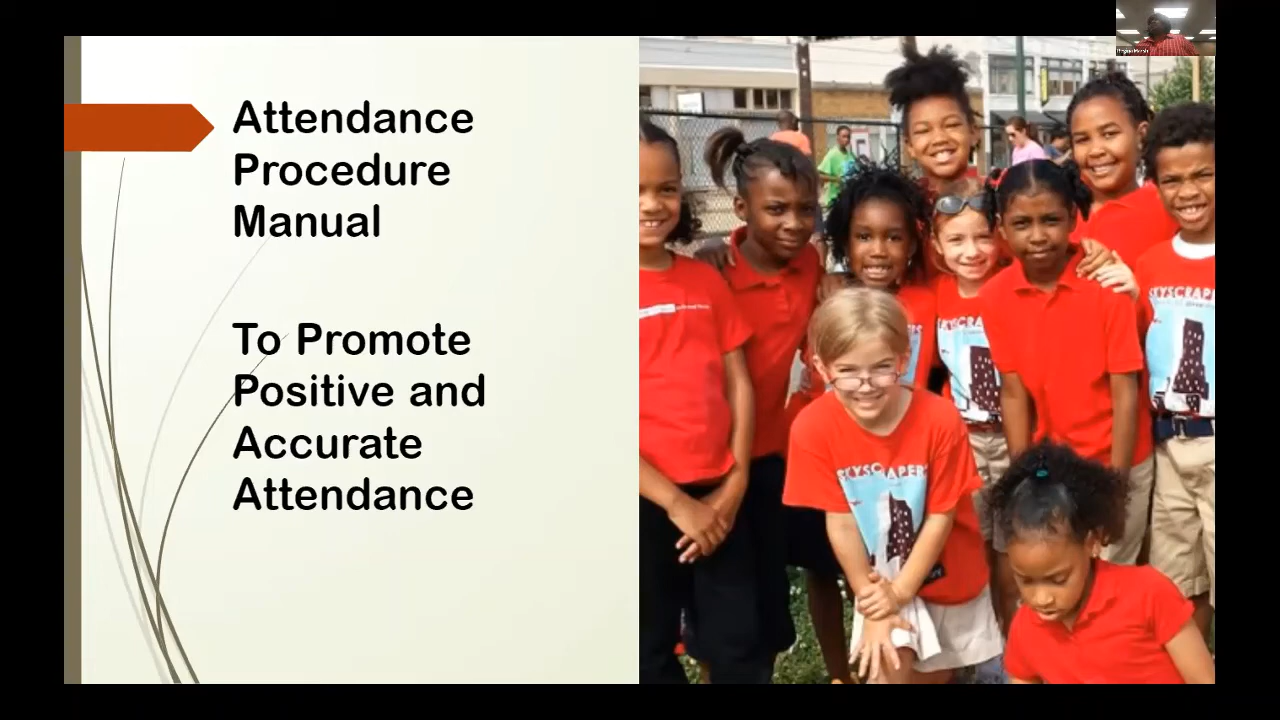 Attendance
Procedure
Manual
To Promote
Positive and
Accurate
Attendance
SKYSCRAPERS